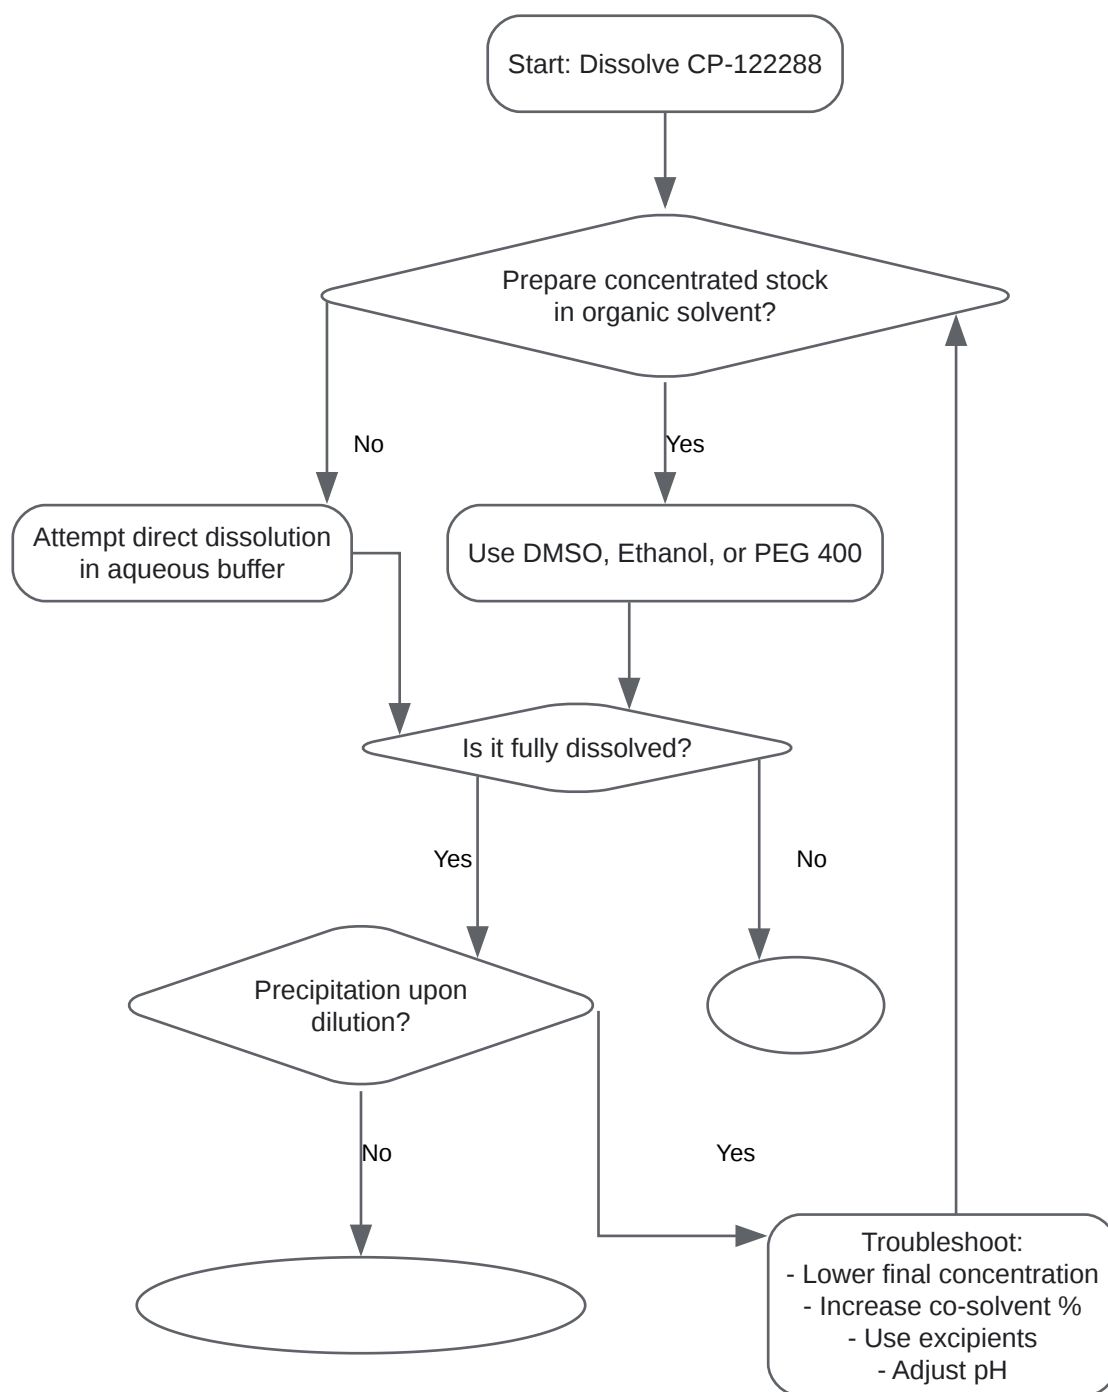 Start: Dissolve CP-122288
Prepare concentrated stock
in organic solvent?
No
Yes
Attempt direct dissolution
in aqueous buffer
Use DMSO, Ethanol, or PEG 400
Is it fully dissolved?
Yes
No
Precipitation upon
dilution?
No
Yes
Troubleshoot:
- Lower final concentration
- Increase co-solvent %
- Use excipients
- Adjust pH